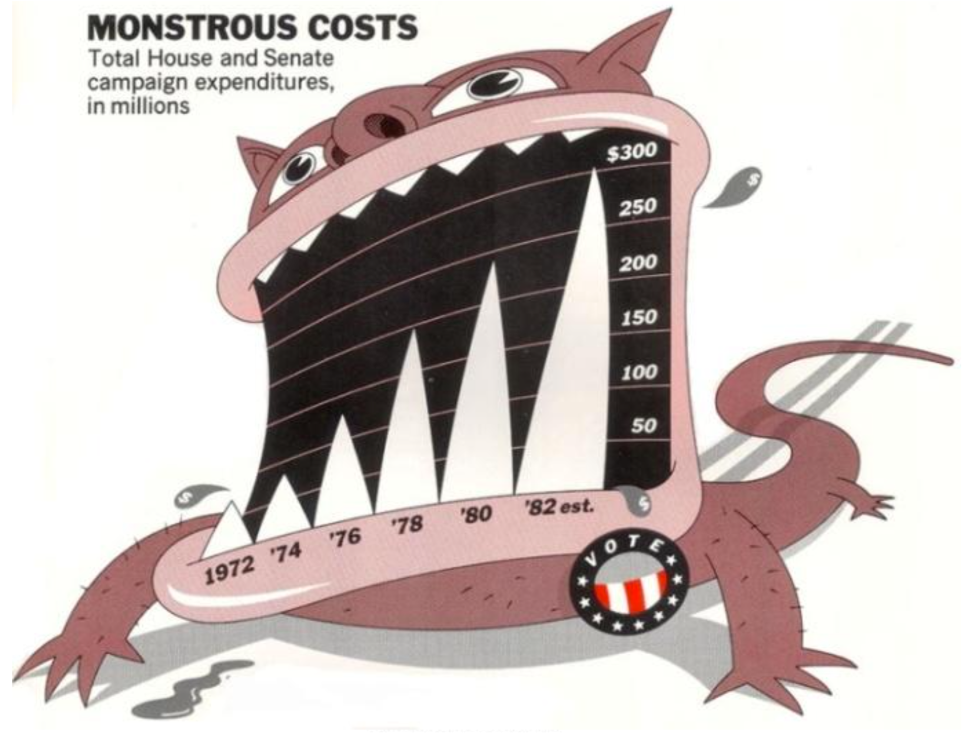 MONSTROUS COSTS
Total House and Senate
campaign expenditures,
in millions
$300
250
200
150
100
50
1972
'74
'76
'78
'80
'82 est.
VOTE
$
$
$